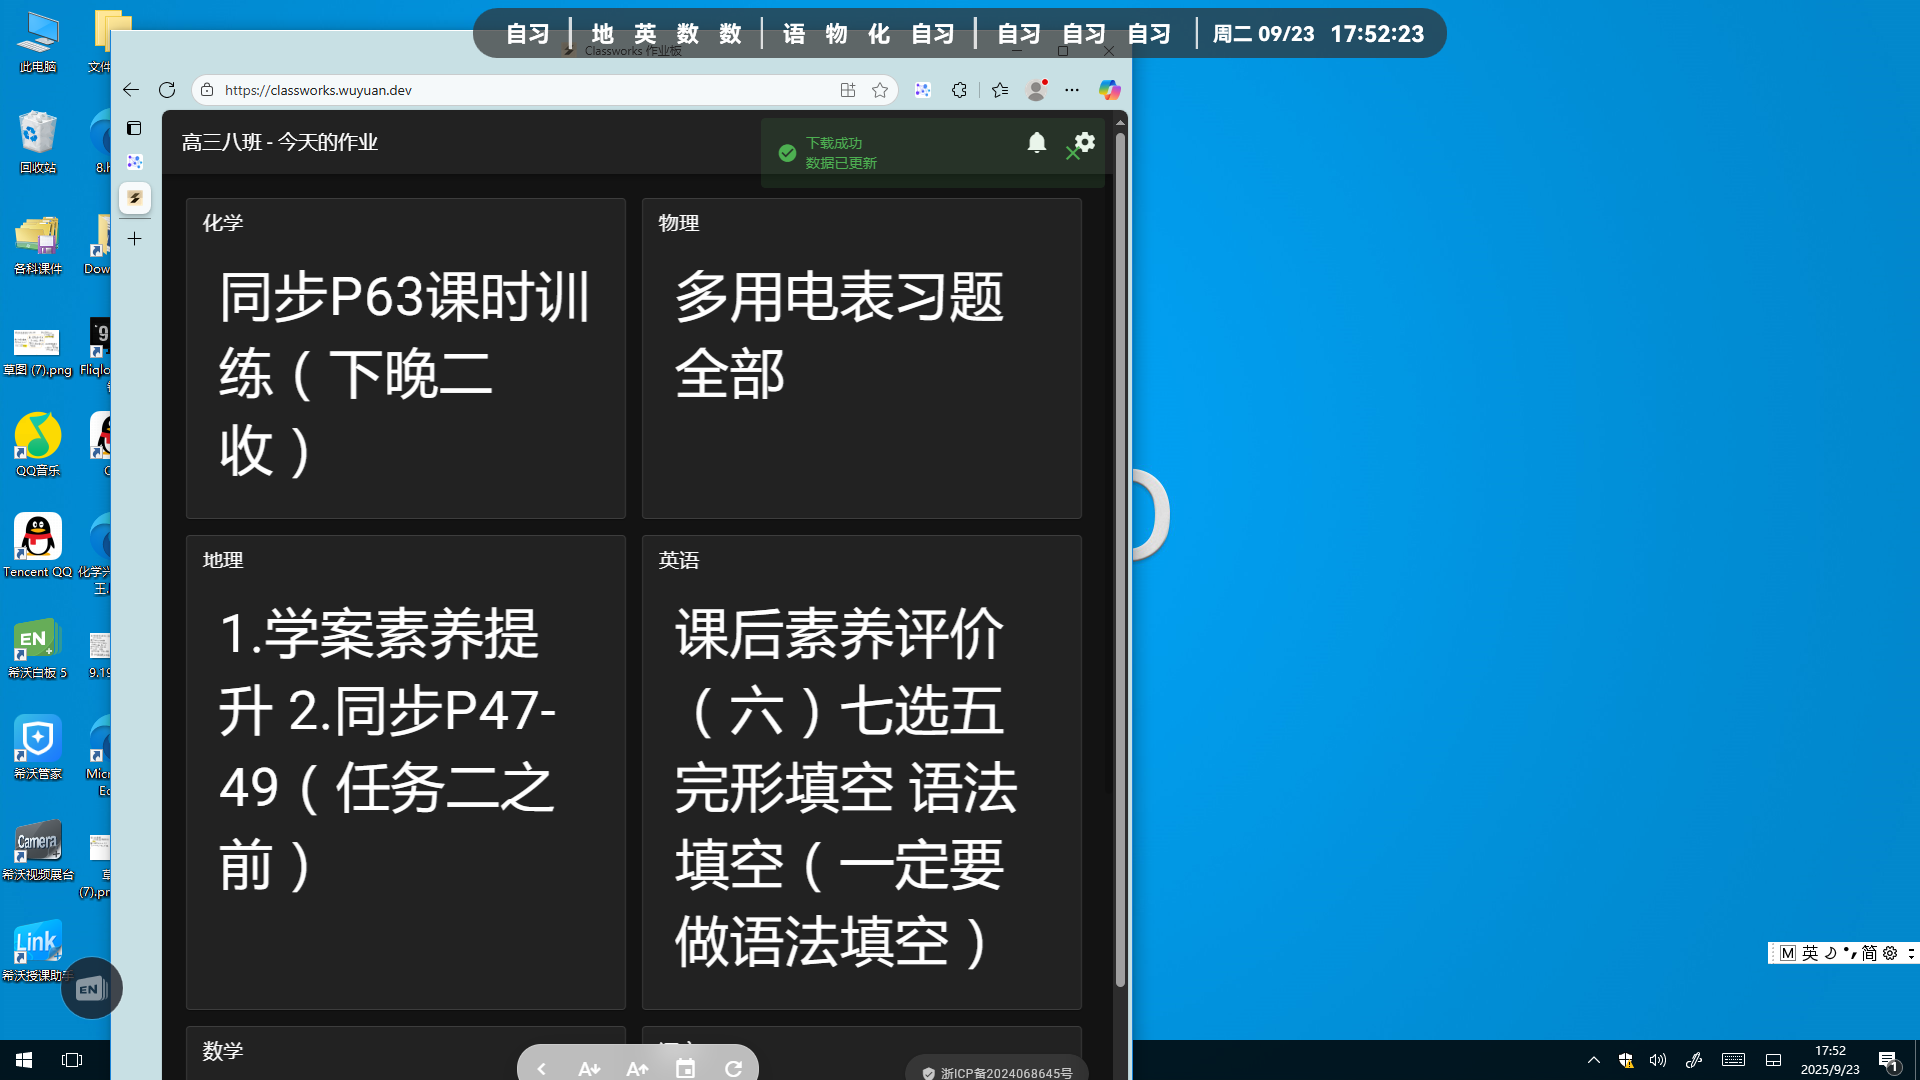 自习 | 地 英 数 数 | 语 物 化 自习 | 自习 自习 自习 | 周二 09/23 17:52:23
Classworks 作业板
https://classworks.wuyuan.dev
高三八班 - 今天的作业
下载成功
数据已更新
化学
同步P63课时训
练（下晚二
收）
物理
多用电表习题
全部
地理
1.学案素养提
升 2.同步P47-
49（任务二之
前）
英语
课后素养评价
（六）七选五
完形填空 语法
填空（一定要
做语法填空）
数学
浙ICP备2024068645号
此电脑
回收站
各科课件
草图 (7).png
QQ音乐
Tencent QQ
EN
希沃白板 5
希沃管家
Camera
希沃视频展台
Link
希沃授课助手
EN
M 英 简
17:52
2025/9/23
1